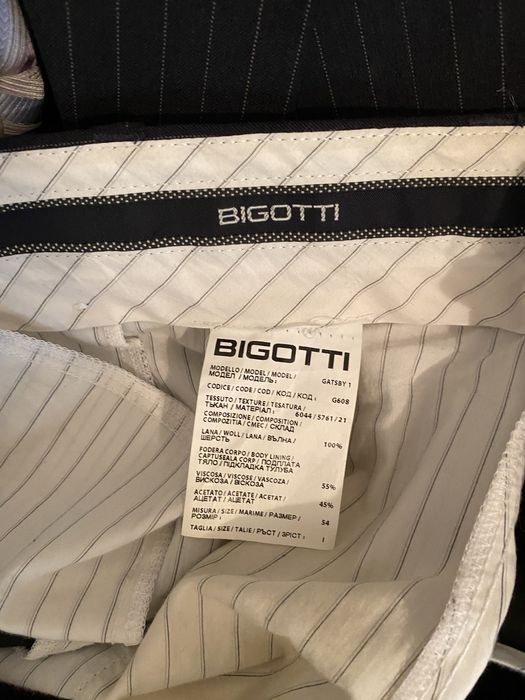 BIGOTTI
BIGOTTI
MODELLO / MODEL / MODEL /
МОДЕЛ / МОДЕЛЬ: GATSBY 1
CODICE / CODE / COD / КОД / КОД : G608
TESSUTO / TEXTURE / TESATURA /
ТЪКАН / МАТЕРІАЛ : 6044 / 5761 / 21
COMPOSIZIONE / COMPOSITION /
COMPOZITIA / СМЕС / СКЛАД
LANA / WOLL / LANA / ВЪЛНА / 100%
ШЕРСТЬ
FODERA CORPO / BODY LINING /
CAPTUSEALA CORP / ПОДПЛАТА
ТЯЛО / ПІДКЛАДКА ТУЛУБА
VISCOSA / VISCOSE / VASCOZA / 55%
ВИСКОЗА / ВІСКОЗА
ACETATO / ACETATE / ACETAT / 45%
АЦЕТАТ / АЦЕТАТ
MISURA / SIZE / MARIME / РАЗМЕР / 54
РОЗМІР :
TAGLIA / SIZE / TALIE / РЪСТ / ЗРІСТ : I